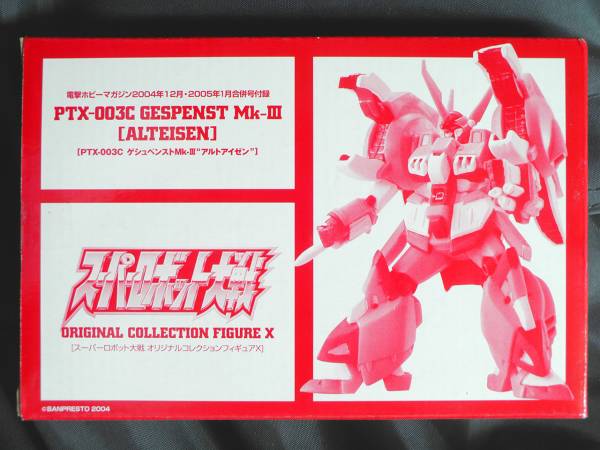 電撃ホビーマガジン2004年12月・2005年1月合併号付録
PTX-003C GESPENST Mk-III
[ALTEISEN]
[PTX-003C ゲシュペンストMk-III"アルトアイゼン"]
スーパーロボット大戦
ORIGINAL COLLECTION FIGURE X
[スーパーロボット大戦 オリジナルコレクションフィギュアX]
©BANPRESTO 2004